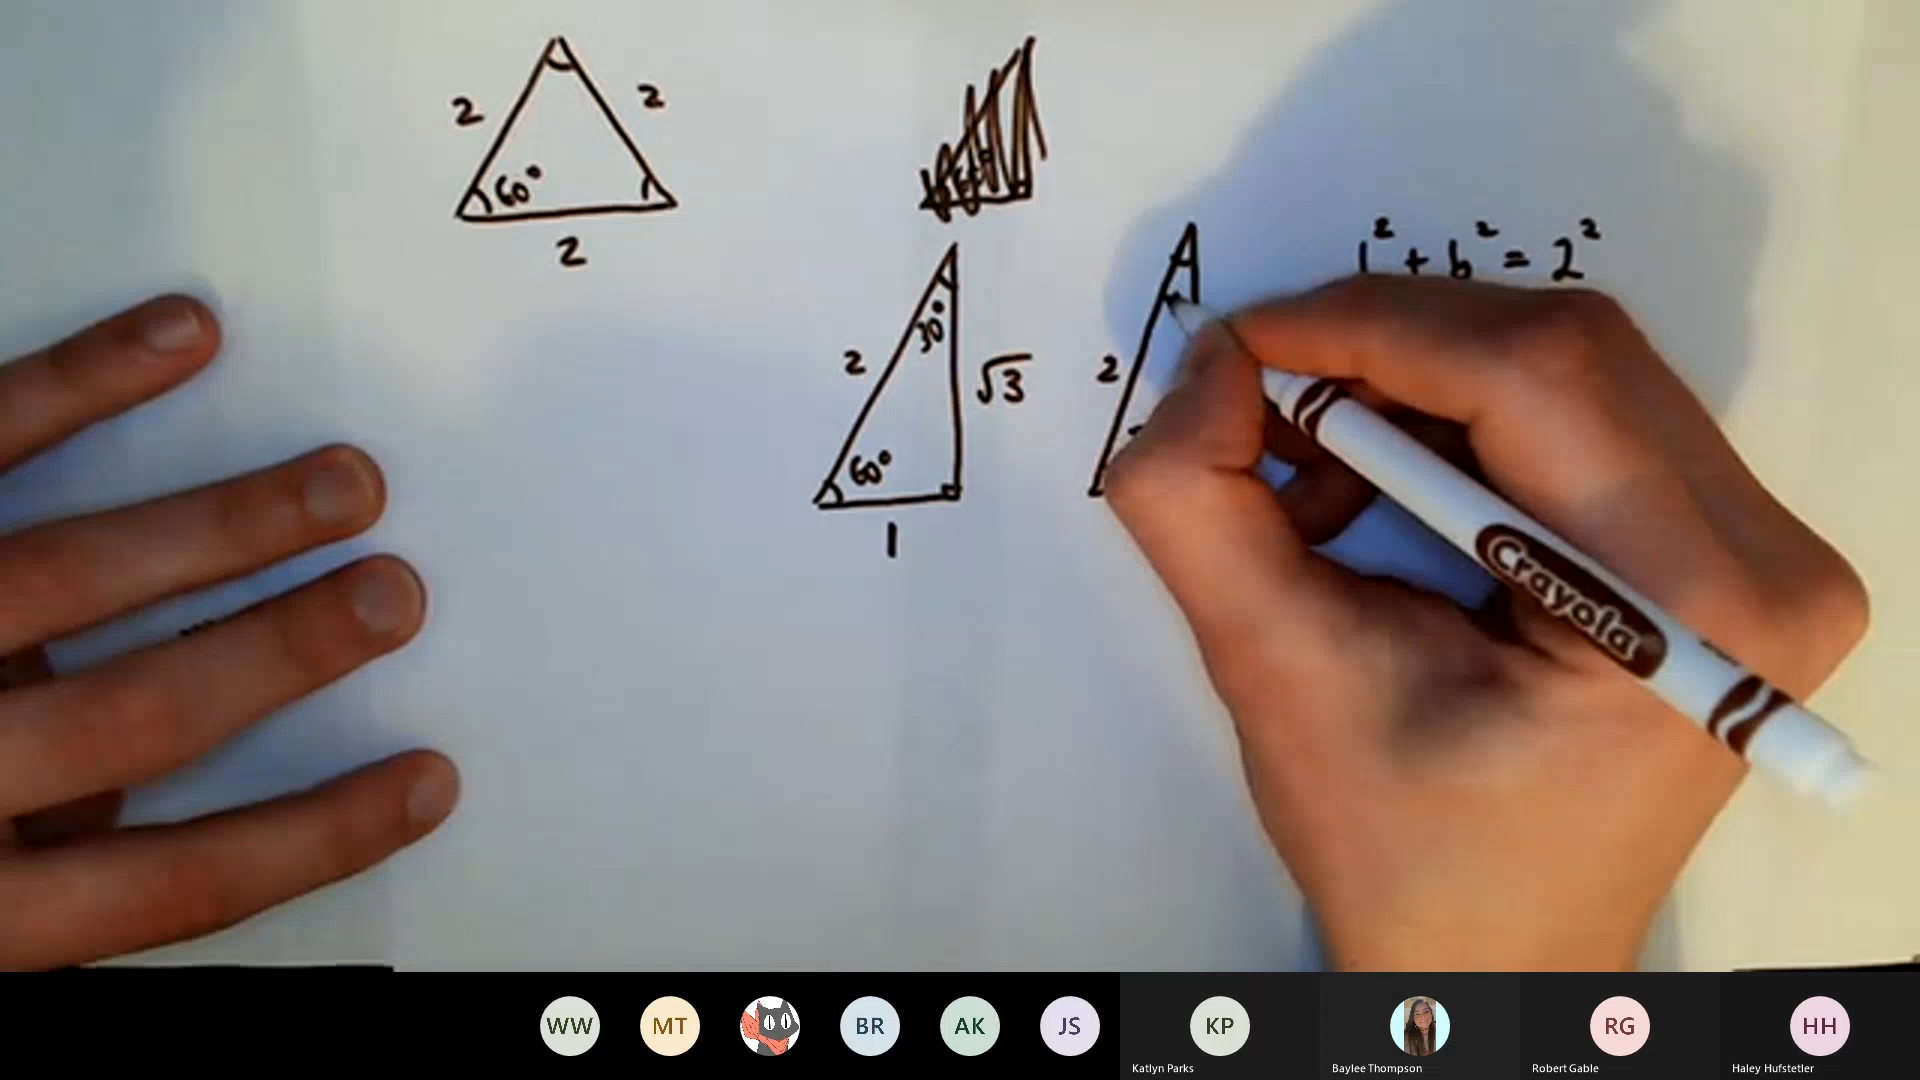 2
2
60°
2
1² + b² = 2²
30°
2
√3
2
60°
1
Crayola
WW
MT
BR
AK
JS
KP
RG
HH
Katlyn Parks
Baylee Thompson
Robert Gable
Haley Hufstetler